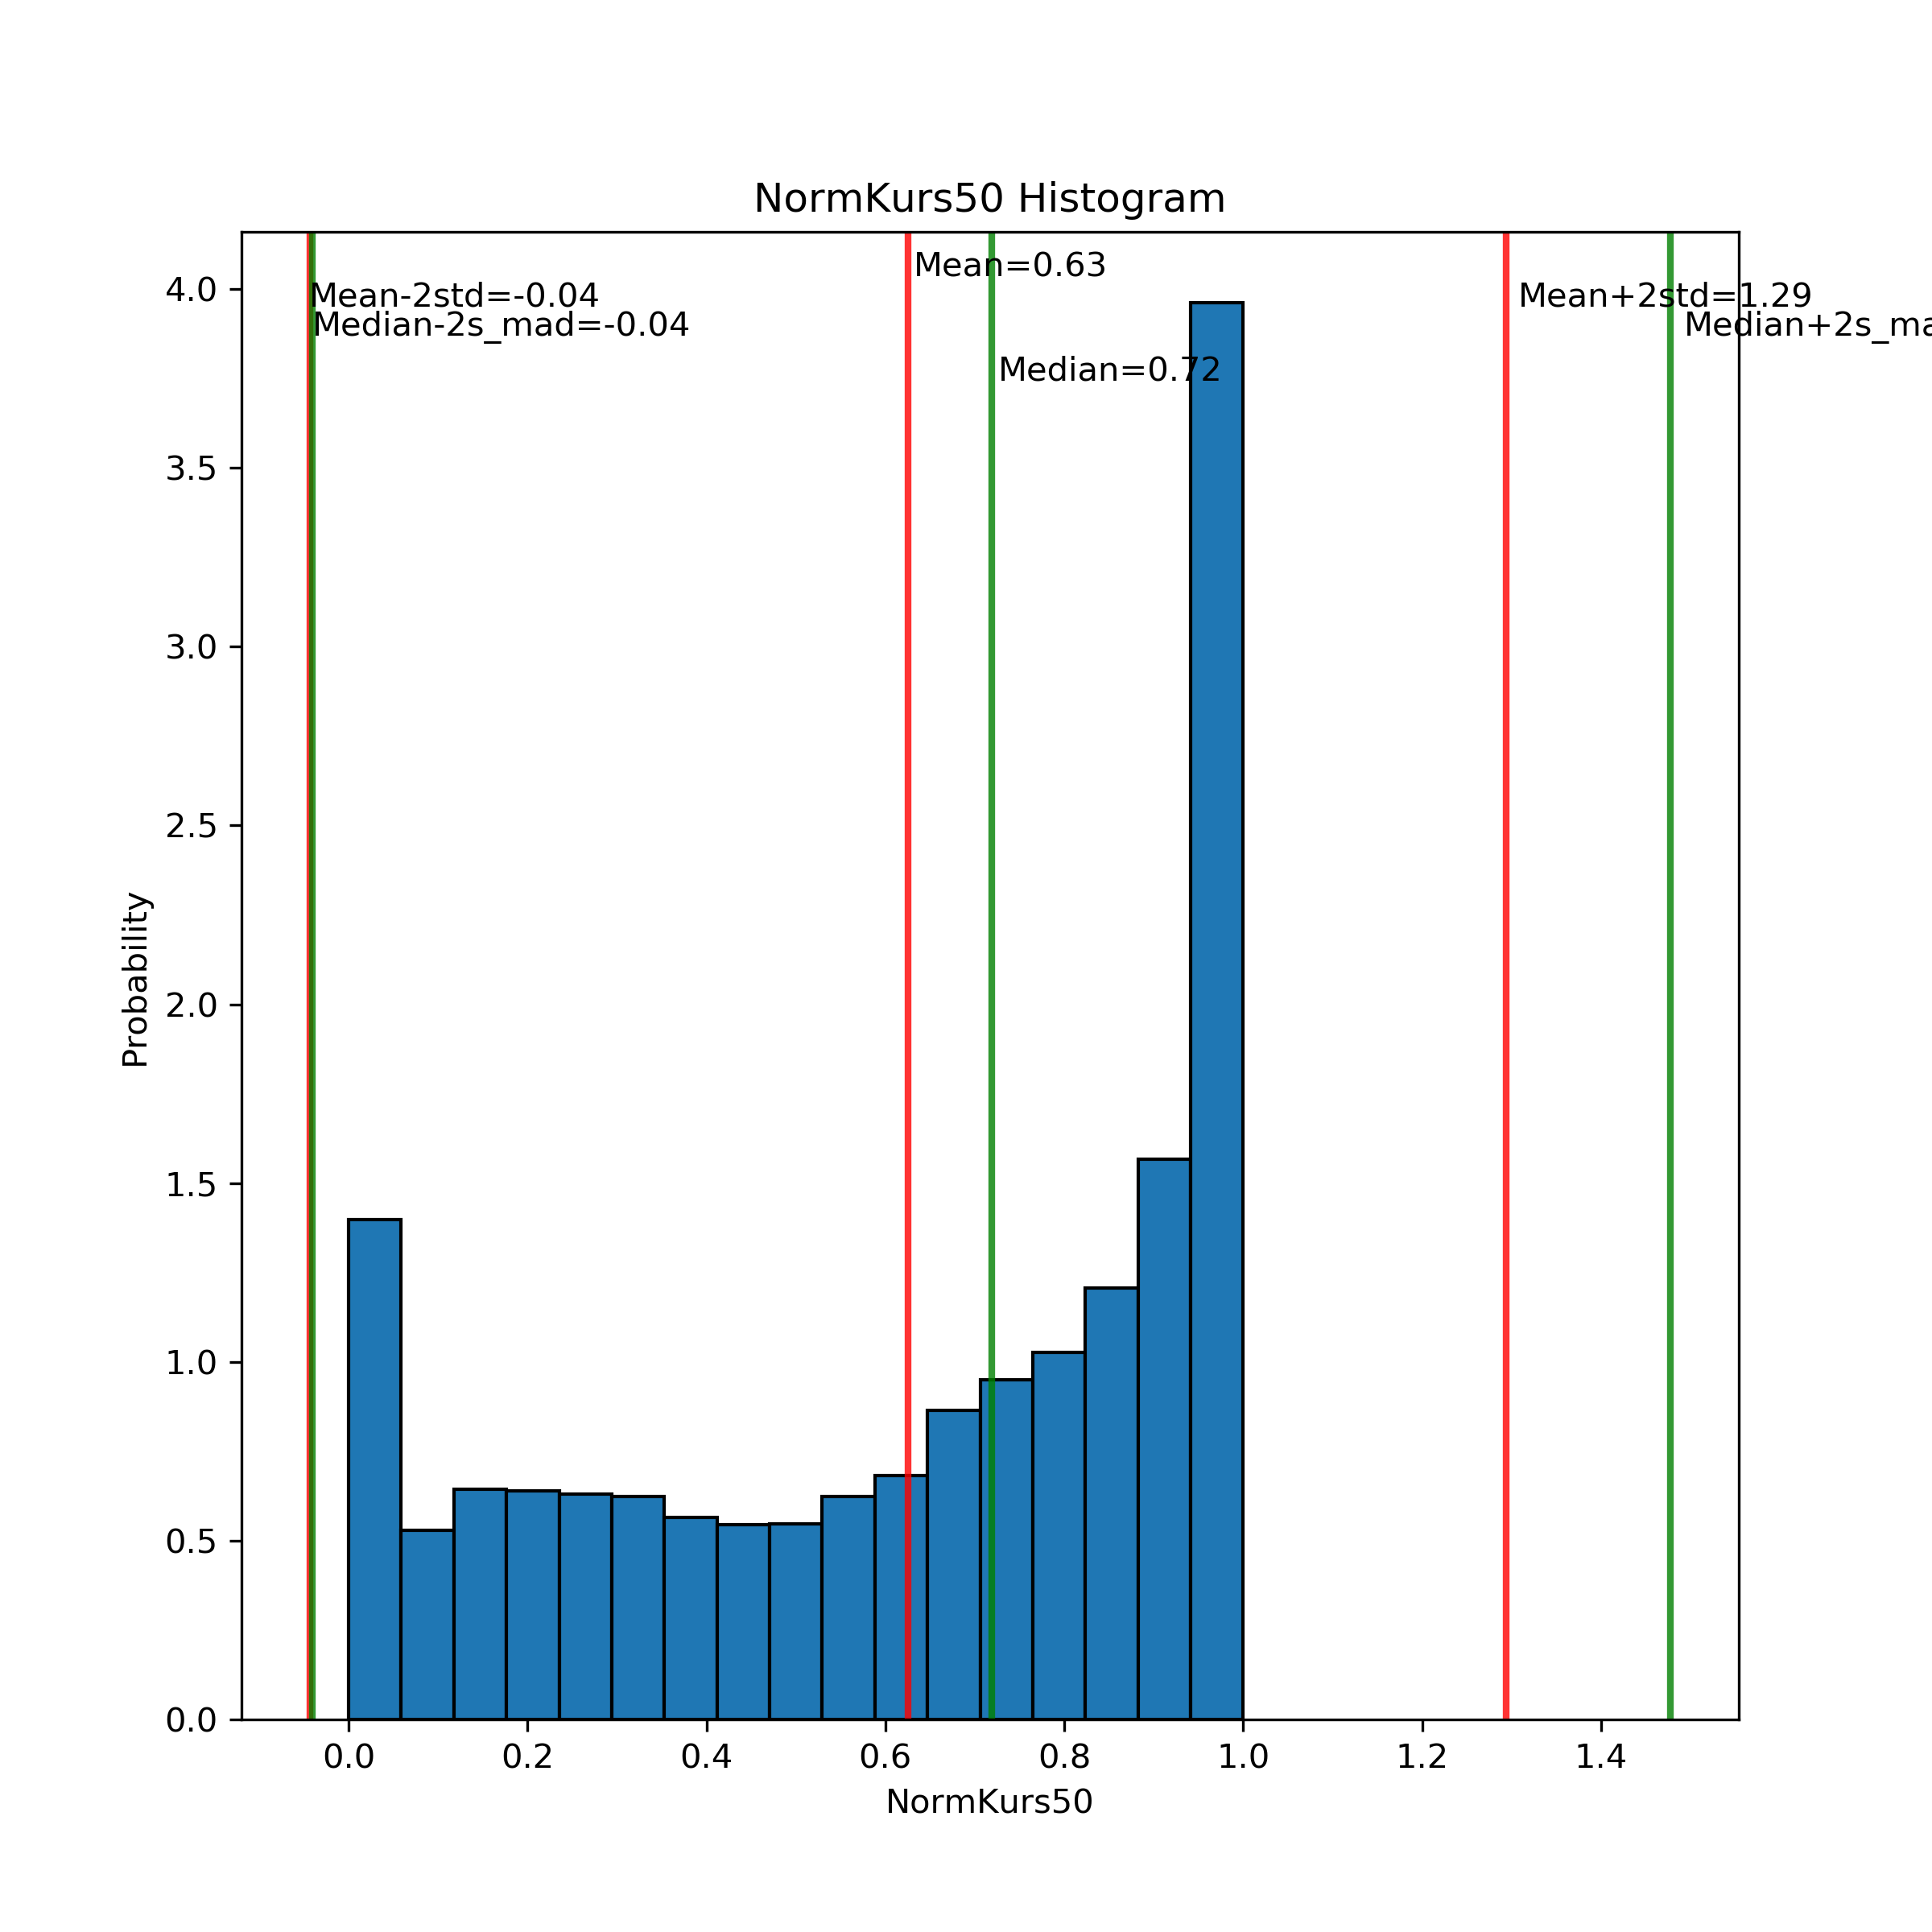 NormKurs50 Histogram
Mean=0.63
Mean-2std=-0.04
Mean+2std=1.29
Median-2s_mad=-0.04
Median+2s_ma
Median=0.72
4.0
3.5
3.0
2.5
2.0
1.5
1.0
0.5
0.0
Probability
0.0 0.2 0.4 0.6 0.8 1.0 1.2 1.4
NormKurs50